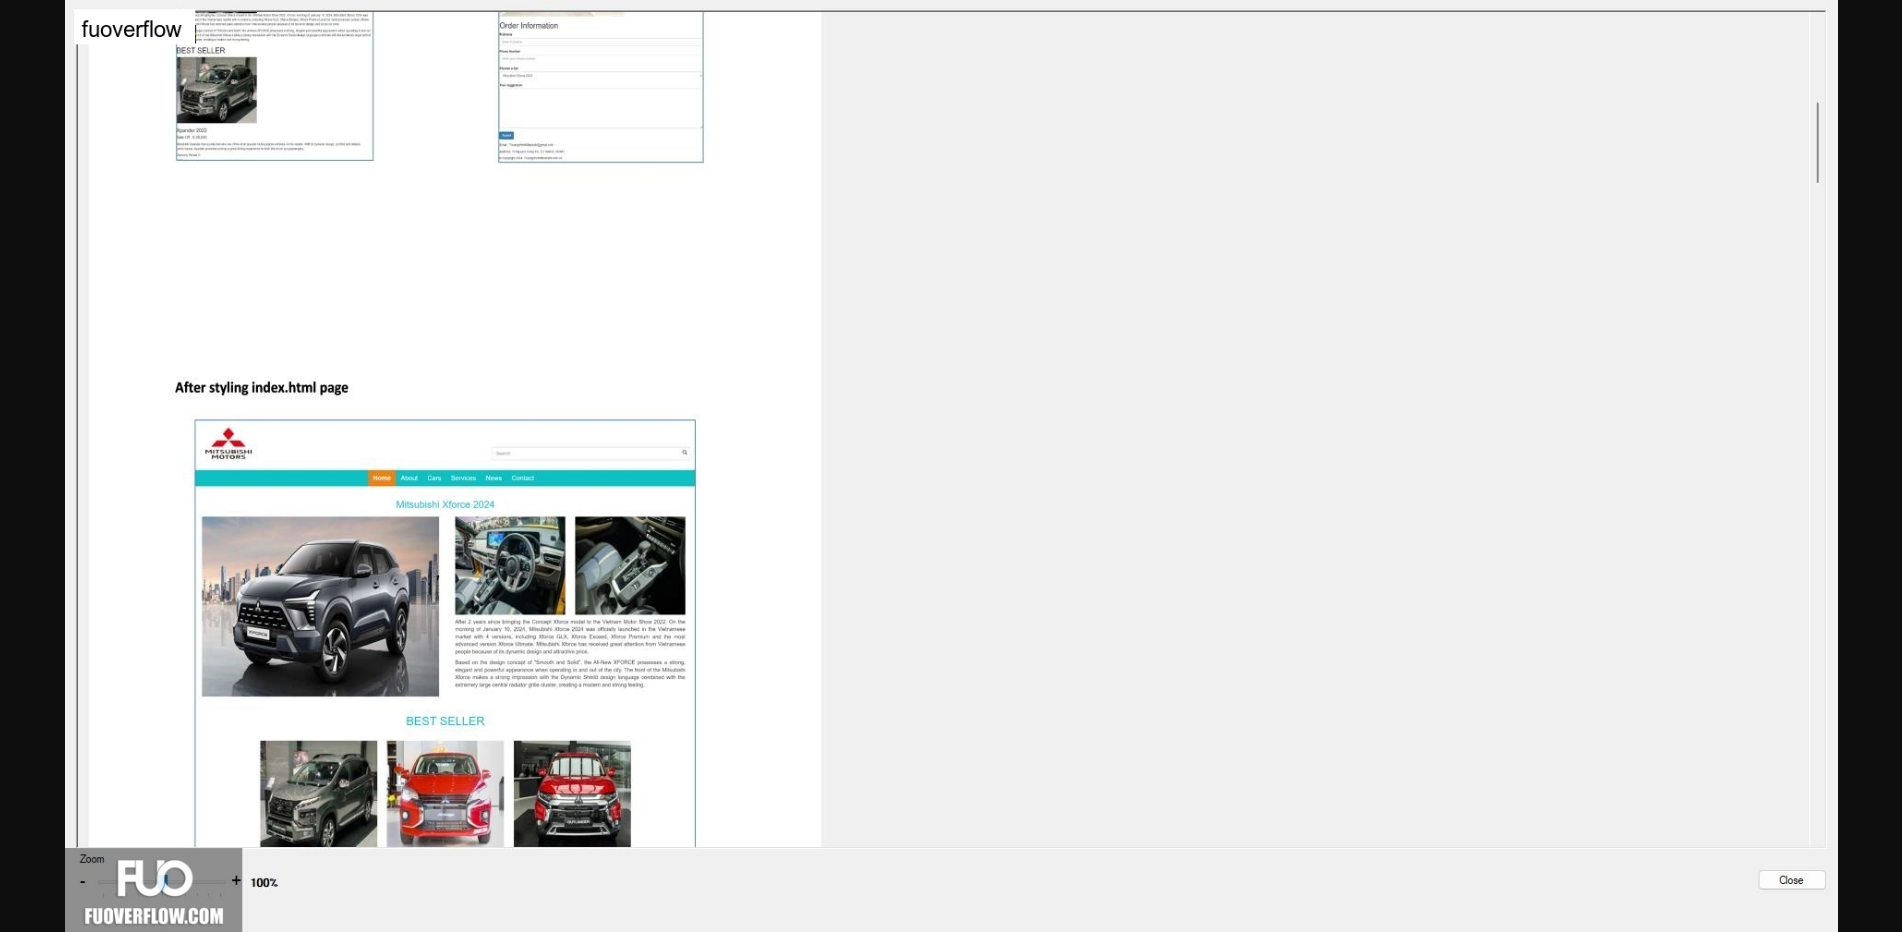 fuoverflow
BEST SELLER
Xpander 2022
Order Information
Phone Number
Your suggestion
Submit
After styling index.html page
MITSUBISHI
MOTORS
Search
Home About Cars Services News Contact
Mitsubishi Xforce 2024
After 2 years since bringing the Concept Xforce model to the Vietnam Motor Show 2022. On the
morning of January 10, 2024, Mitsubishi Xforce 2024 was officially launched in the Vietnamese
market with 4 versions, including Xforce GLX, Xforce Exceed, Xforce Premium and the most
advanced version Xforce Ultimate, Mitsubishi Xforce has received great attention from Vietnamese
people because of its dynamic design and attractive price.
Based on the design concept of "Smooth and Solid", the All-New XFORCE possesses a strong,
elegant and powerful appearance when operating in and out of the city. The front of the Mitsubishi
Xforce makes a strong impression with the Dynamic Shield design language combined with the
extremely large central radiator grille cluster, creating a modern and strong feeling.
XFORCE
BEST SELLER
OUTLANDER
Zoom
- + 100%
Close
FUO
FUOVERFLOW.COM